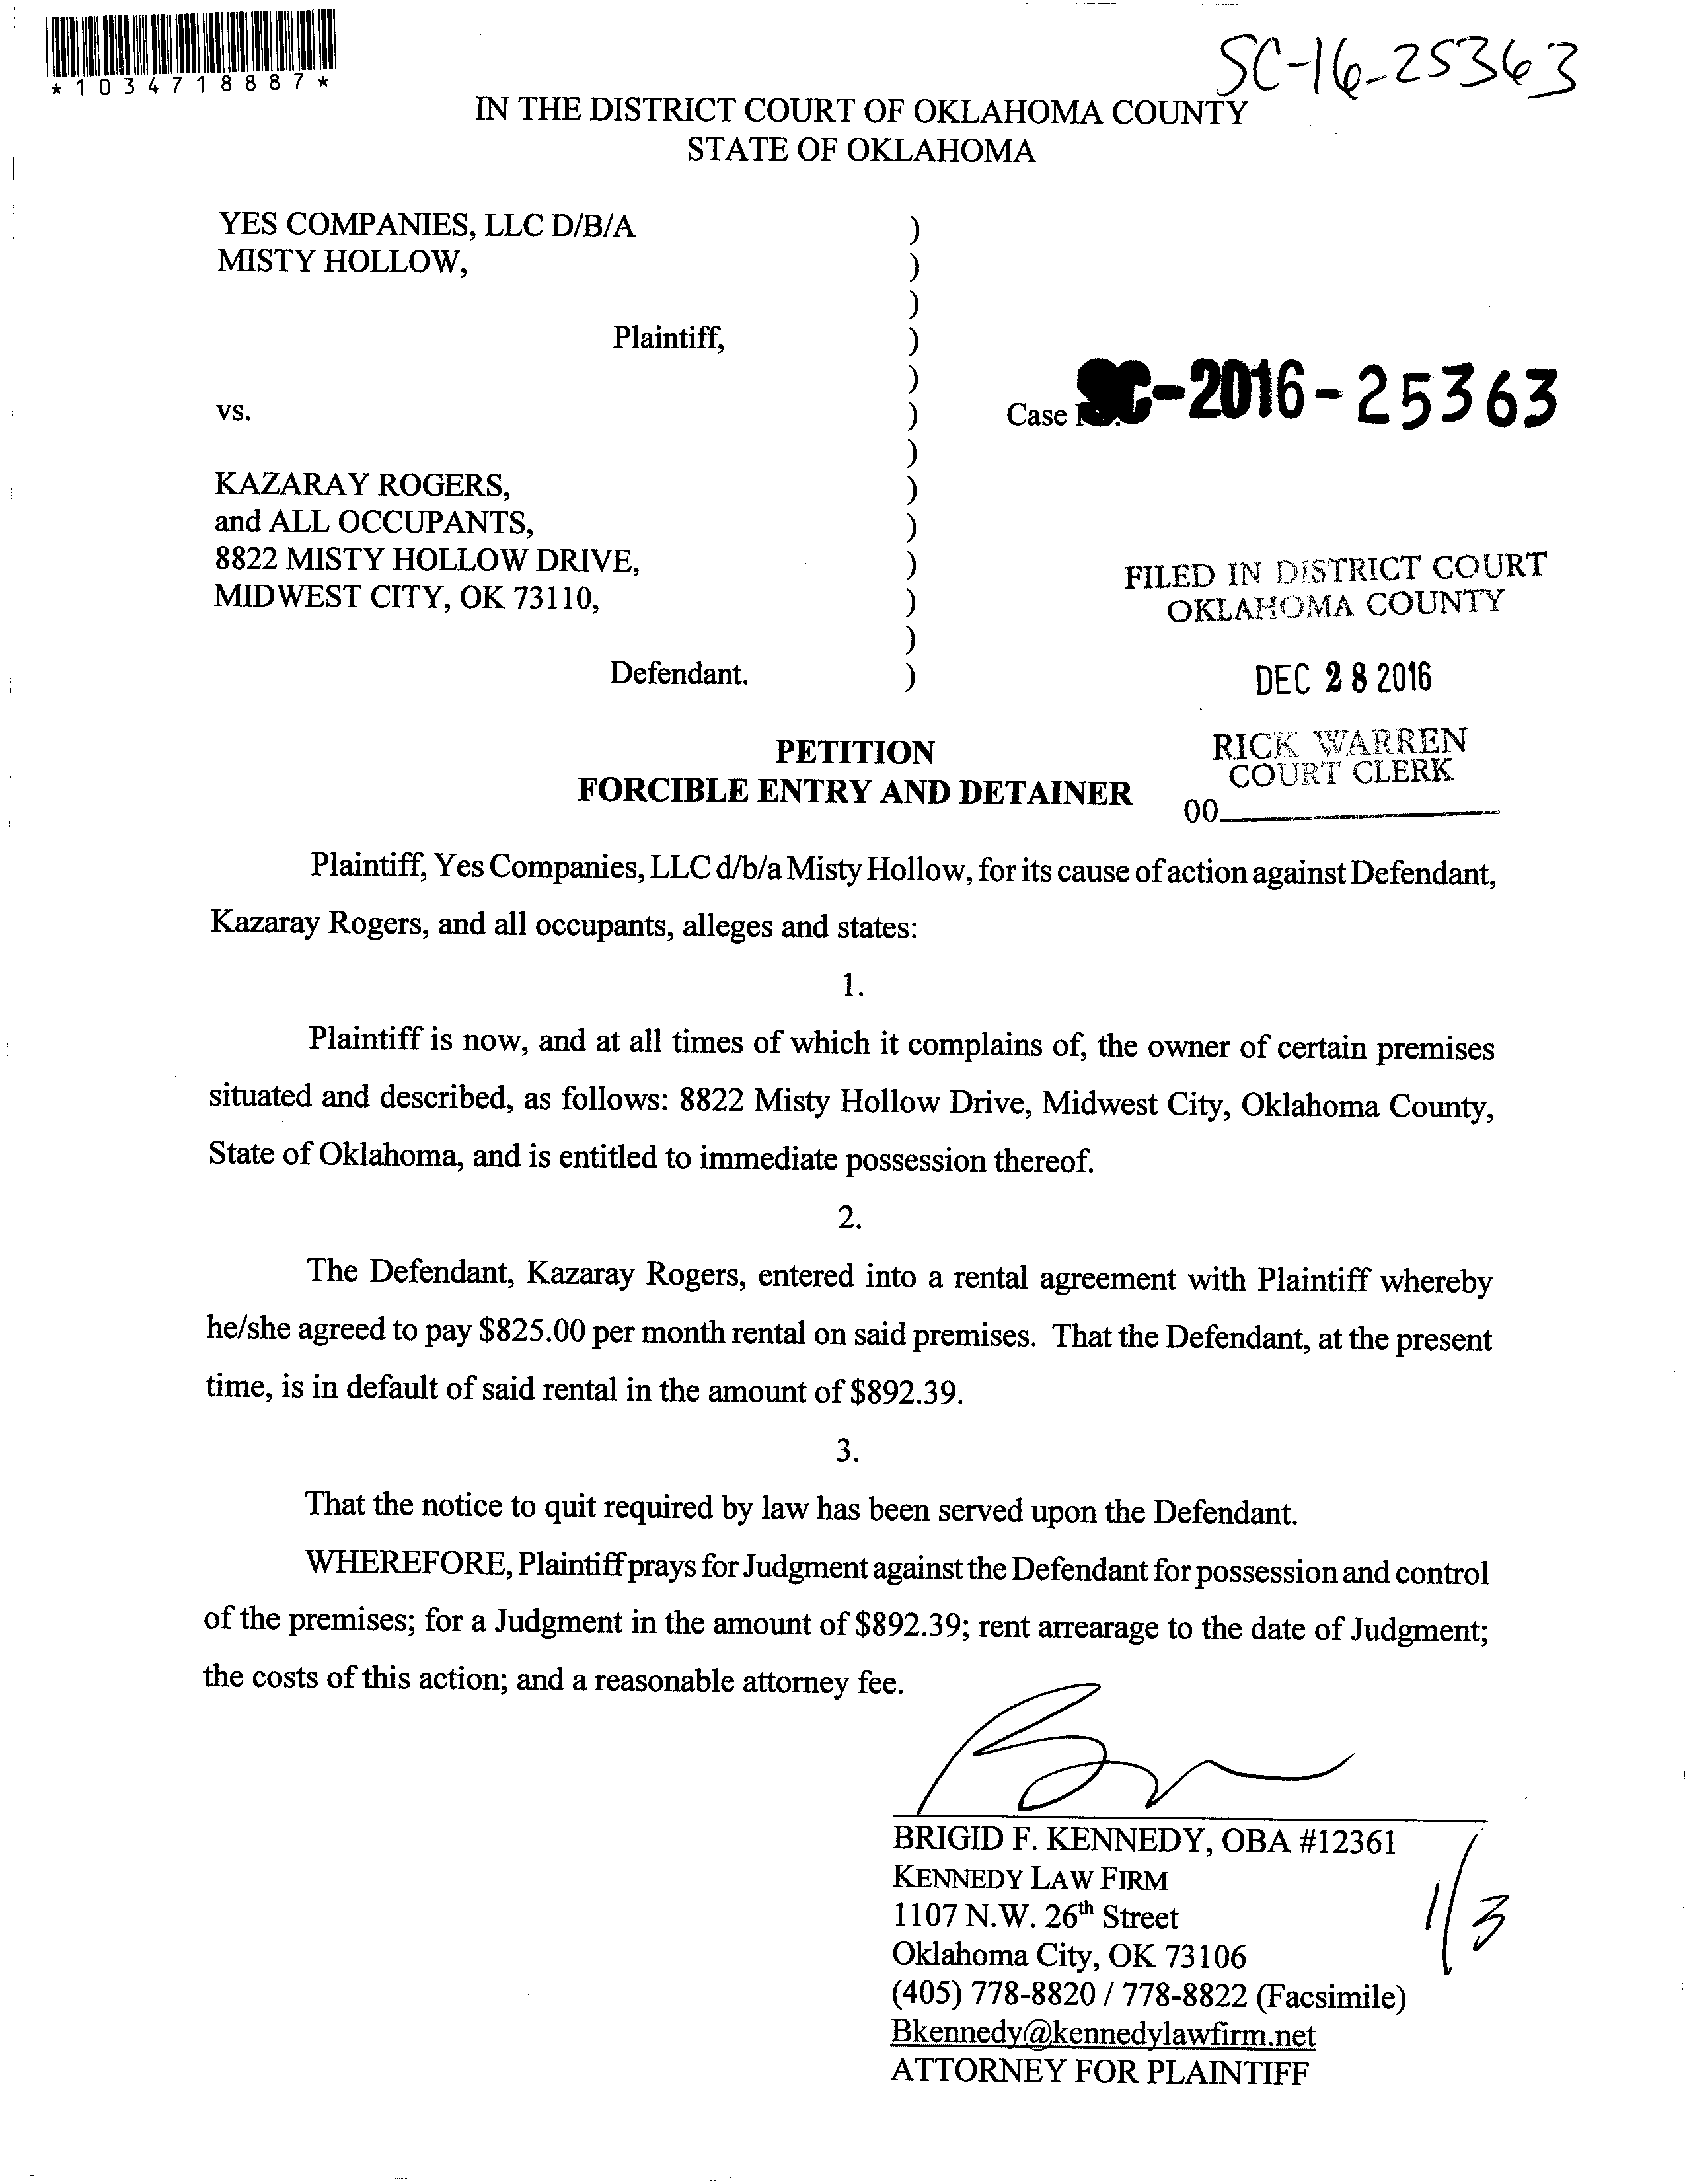 SC-16-25363
*1034718887*
IN THE DISTRICT COURT OF OKLAHOMA COUNTY
STATE OF OKLAHOMA
YES COMPANIES, LLC D/B/A )
MISTY HOLLOW, )
)
Plaintiff, )
)
vs. ) Case SC-2016-25363
)
KAZARAY ROGERS, )
and ALL OCCUPANTS, )
8822 MISTY HOLLOW DRIVE, )
MIDWEST CITY, OK 73110, )
)
Defendant. )
FILED IN DISTRICT COURT
OKLAHOMA COUNTY
DEC 28 2016
RICK WARREN
COURT CLERK
00
PETITION
FORCIBLE ENTRY AND DETAINER
Plaintiff, Yes Companies, LLC d/b/a Misty Hollow, for its cause of action against Defendant,
Kazaray Rogers, and all occupants, alleges and states:
1.
Plaintiff is now, and at all times of which it complains of, the owner of certain premises
situated and described, as follows: 8822 Misty Hollow Drive, Midwest City, Oklahoma County,
State of Oklahoma, and is entitled to immediate possession thereof.
2.
The Defendant, Kazaray Rogers, entered into a rental agreement with Plaintiff whereby
he/she agreed to pay $825.00 per month rental on said premises. That the Defendant, at the present
time, is in default of said rental in the amount of $892.39.
3.
That the notice to quit required by law has been served upon the Defendant.
WHEREFORE, Plaintiff prays for Judgment against the Defendant for possession and control
of the premises; for a Judgment in the amount of $892.39; rent arrearage to the date of Judgment;
the costs of this action; and a reasonable attorney fee.
BRIGID F. KENNEDY, OBA #12361
KENNEDY LAW FIRM
1107 N.W. 26th Street
Oklahoma City, OK 73106
(405) 778-8820 / 778-8822 (Facsimile)
Bkennedy@kennedylawfirm.net
ATTORNEY FOR PLAINTIFF
1/3